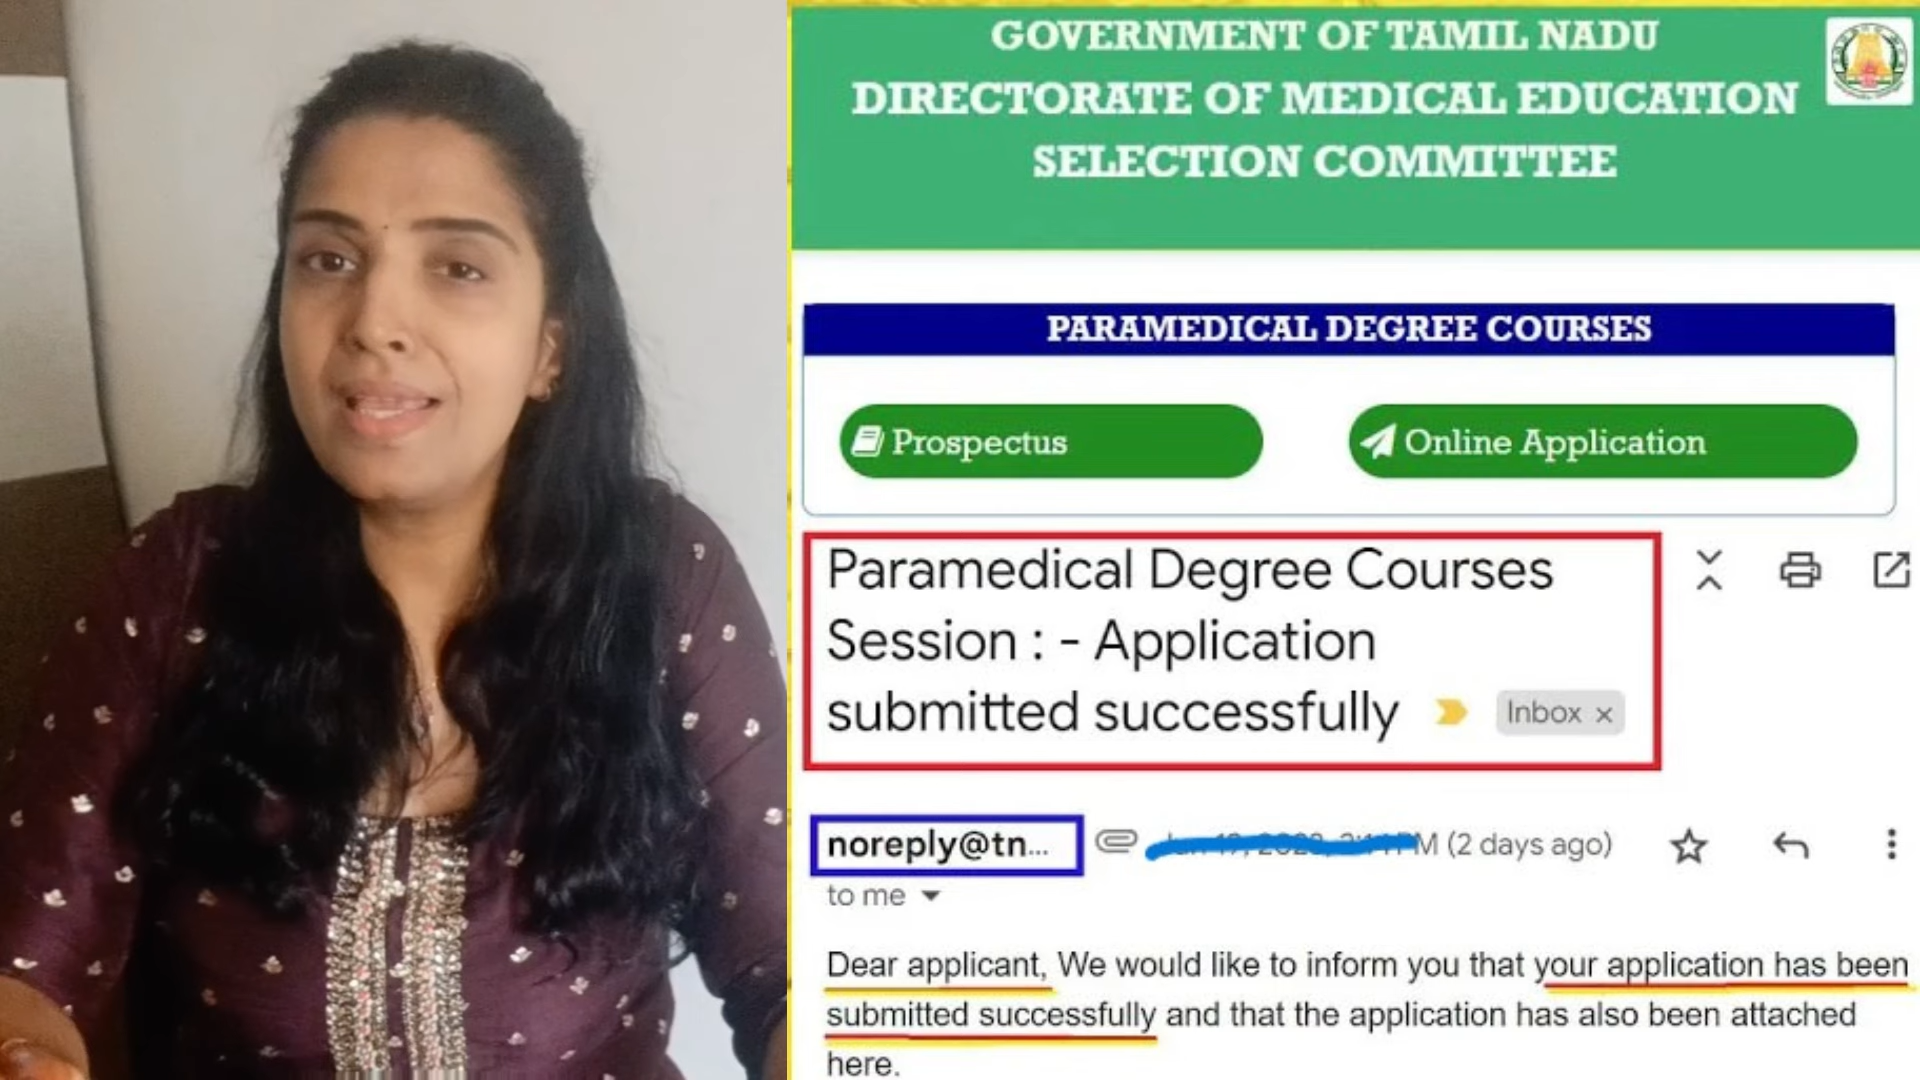 GOVERNMENT OF TAMIL NADU
DIRECTORATE OF MEDICAL EDUCATION
SELECTION COMMITTEE
PARAMEDICAL DEGREE COURSES
Prospectus
Online Application
Paramedical Degree Courses
Session : - Application
submitted successfully
Inbox x
noreply@tn...
(2 days ago)
to me
Dear applicant, We would like to inform you that your application has been
submitted successfully and that the application has also been attached
here.